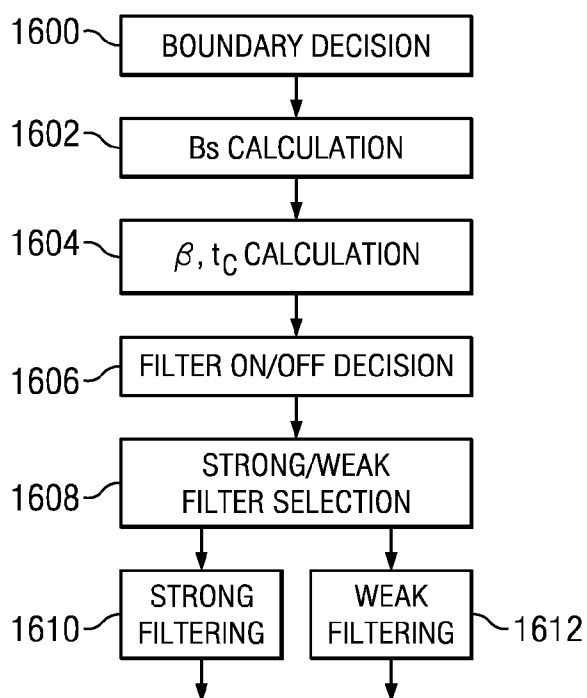 1600
BOUNDARY DECISION
1602
Bs CALCULATION
1604
β, tC CALCULATION
1606
FILTER ON/OFF DECISION
1608
STRONG/WEAK
FILTER SELECTION
1610
STRONG
FILTERING
WEAK
FILTERING
1612